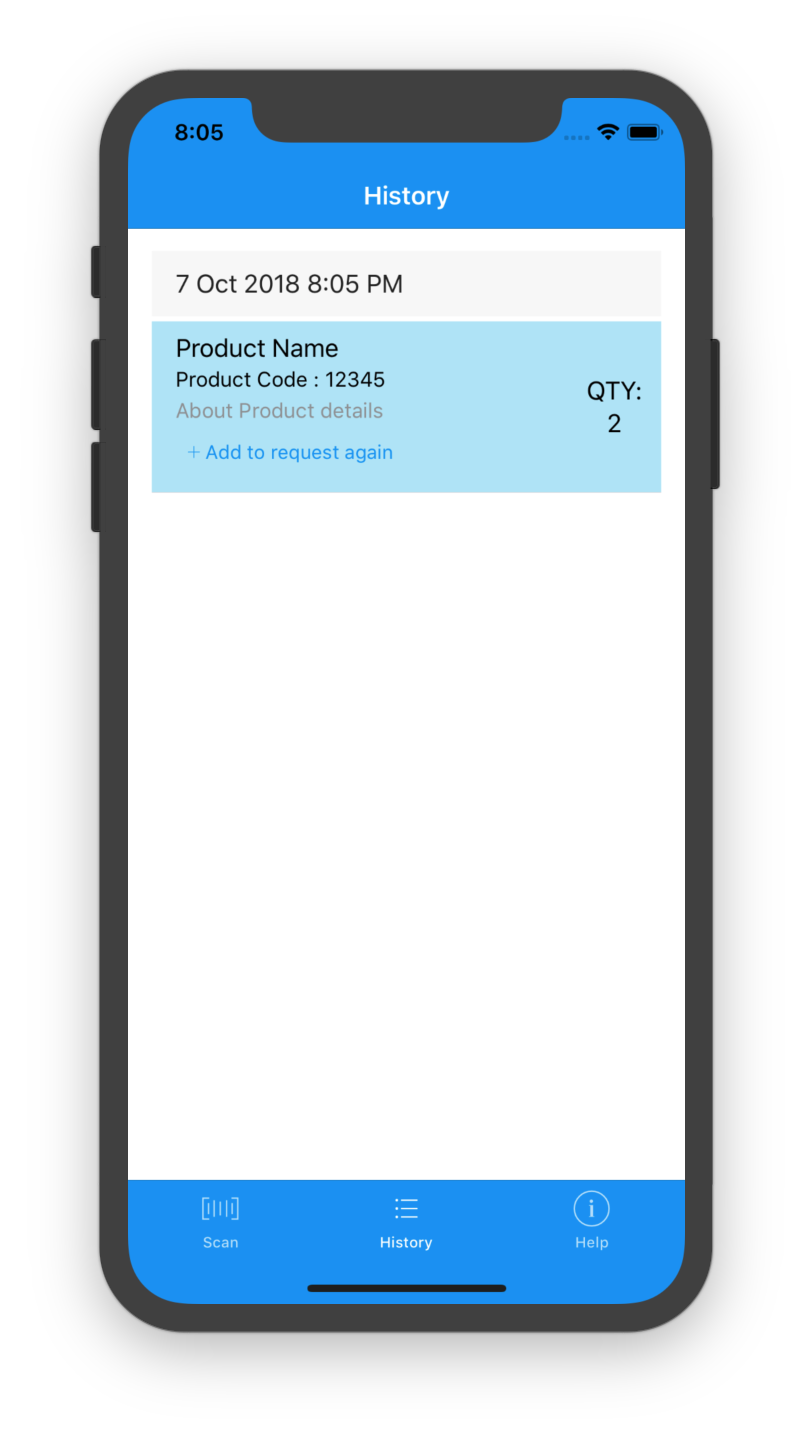 8:05
History
7 Oct 2018 8:05 PM
Product Name
Product Code : 12345
About Product details
+ Add to request again
QTY:
2
Scan
History
Help